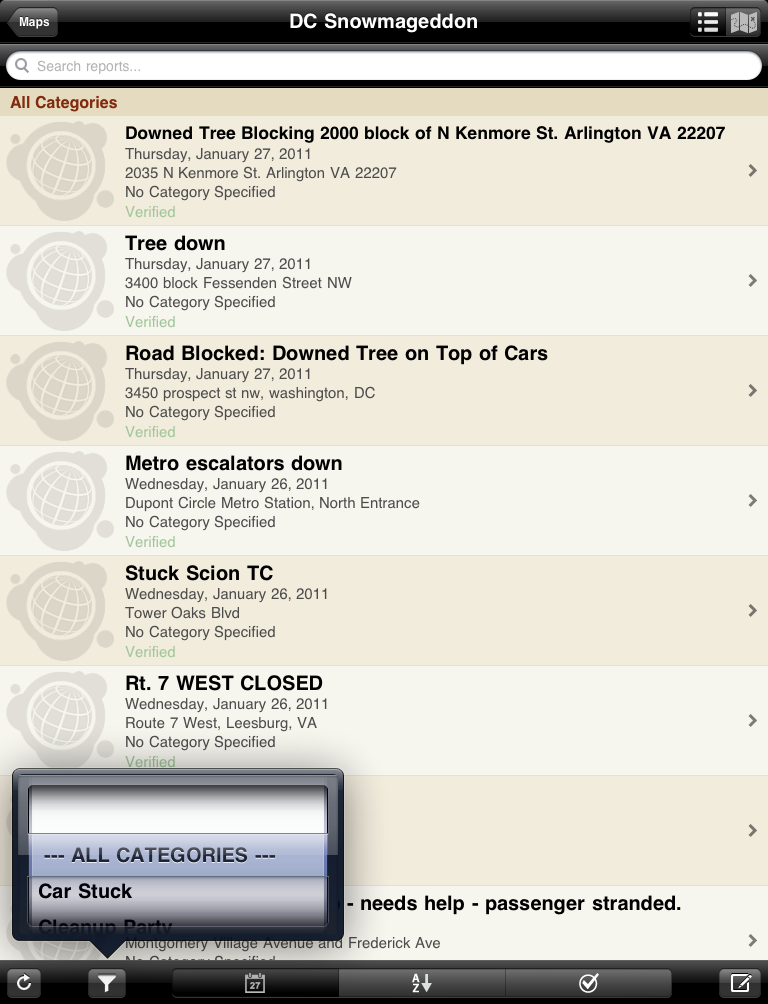 Maps
DC Snowmageddon
Search reports...
All Categories
Downed Tree Blocking 2000 block of N Kenmore St. Arlington VA 22207
Thursday, January 27, 2011
2035 N Kenmore St. Arlington VA 22207
No Category Specified
Verified
Tree down
Thursday, January 27, 2011
3400 block Fessenden Street NW
No Category Specified
Verified
Road Blocked: Downed Tree on Top of Cars
Thursday, January 27, 2011
3450 prospect st nw, washington, DC
No Category Specified
Verified
Metro escalators down
Wednesday, January 26, 2011
Dupont Circle Metro Station, North Entrance
No Category Specified
Verified
Stuck Scion TC
Wednesday, January 26, 2011
Tower Oaks Blvd
No Category Specified
Verified
Rt. 7 WEST CLOSED
Wednesday, January 26, 2011
Route 7 West, Leesburg, VA
No Category Specified
Verified
--- ALL CATEGORIES ---
Car Stuck
Cleanup Party
- needs help - passenger stranded.
Montgomery Village Avenue and Frederick Ave
No Category Specified
27
A
Z